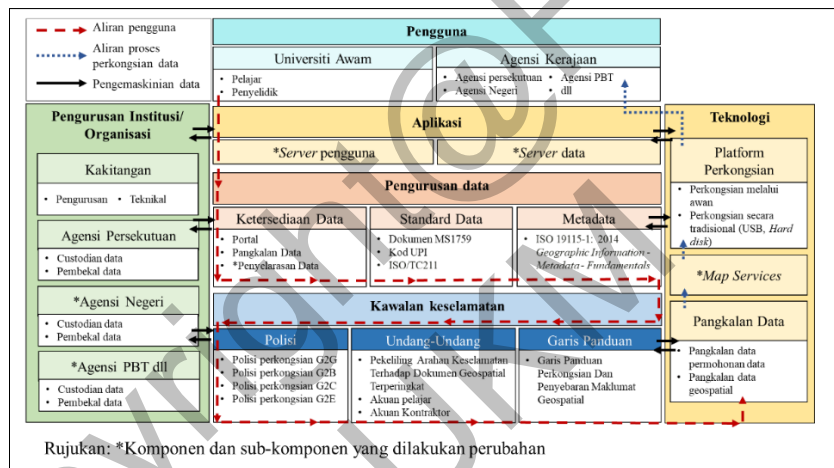 Aliran pengguna
Aliran proses
perkongsian data
Pengemaskinian data
Pengguna
Universiti Awam
• Pelajar
• Penyelidik
Agensi Kerajaan
• Agensi persekutuan • Agensi PBT
• Agensi Negeri • dll
Pengurusan Institusi/
Organisasi
Kakitangan
• Pengurusan • Teknikal
Agensi Persekutuan
• Custodian data
• Pembekal data
*Agensi Negeri
• Custodian data
• Pembekal data
*Agensi PBT dll
• Custodian data
• Pembekal data
Aplikasi
*Server pengguna
*Server data
Pengurusan data
Ketersediaan Data
• Portal
• Pangkalan Data
• *Penyelarasan Data
Standard Data
• Dokumen MS1759
• Kod UPI
• ISO/TC211
Metadata
• ISO 19115-1: 2014
Geographic Information -
Metadata - Fundamentals
Kawalan keselamatan
Polisi
• Polisi perkongsian G2G
• Polisi perkongsian G2B
• Polisi perkongsian G2C
• Polisi perkongsian G2E
Undang-Undang
• Pekeliling Arahan Keselamatan
Terhadap Dokumen Geospatial
Terperingkat
• Akuan pelajar
• Akuan Kontraktor
Garis Panduan
• Garis Panduan
Perkongsian Dan
Penyebaran Maklumat
Geospatial
Teknologi
Platform
Perkongsian
• Perkongsian melalui
awan
• Perkongsian secara
tradisional (USB, Hard
disk)
*Map Services
Pangkalan Data
• Pangkalan data
permohonan data
• Pangkalan data
geospatial
Rujukan: *Komponen dan sub-komponen yang dilakukan perubahan
UKM